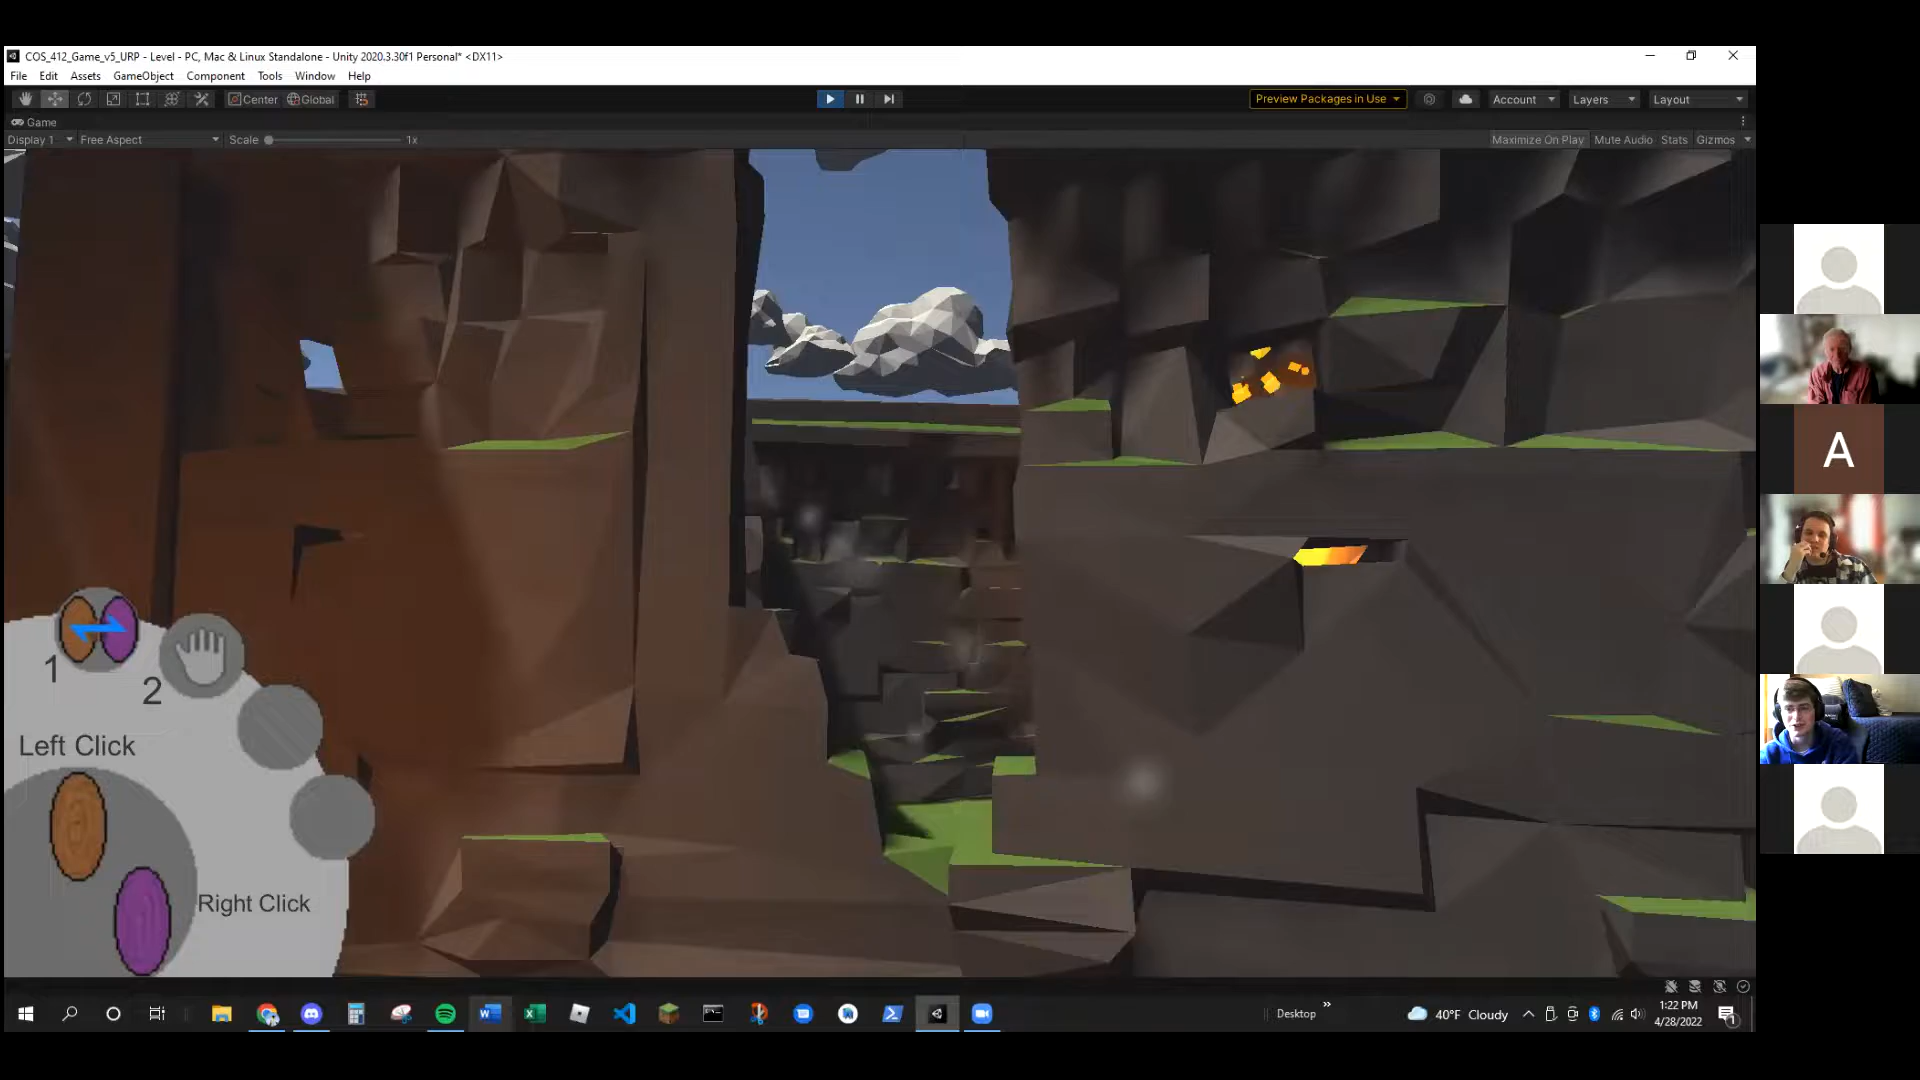 COS_412_Game_v5_URP - Level - PC, Mac & Linux Standalone - Unity 2020.3.30f1 Personal* <DX11>
File Edit Assets GameObject Component Tools Window Help
Center Global Preview Packages in Use Account Layers Layout
Game
Display 1 Free Aspect Scale 1x Maximize On Play Mute Audio Stats Gizmos
A
1
2
Left Click
Right Click
Desktop 40°F Cloudy 1:22 PM
4/28/2022
1